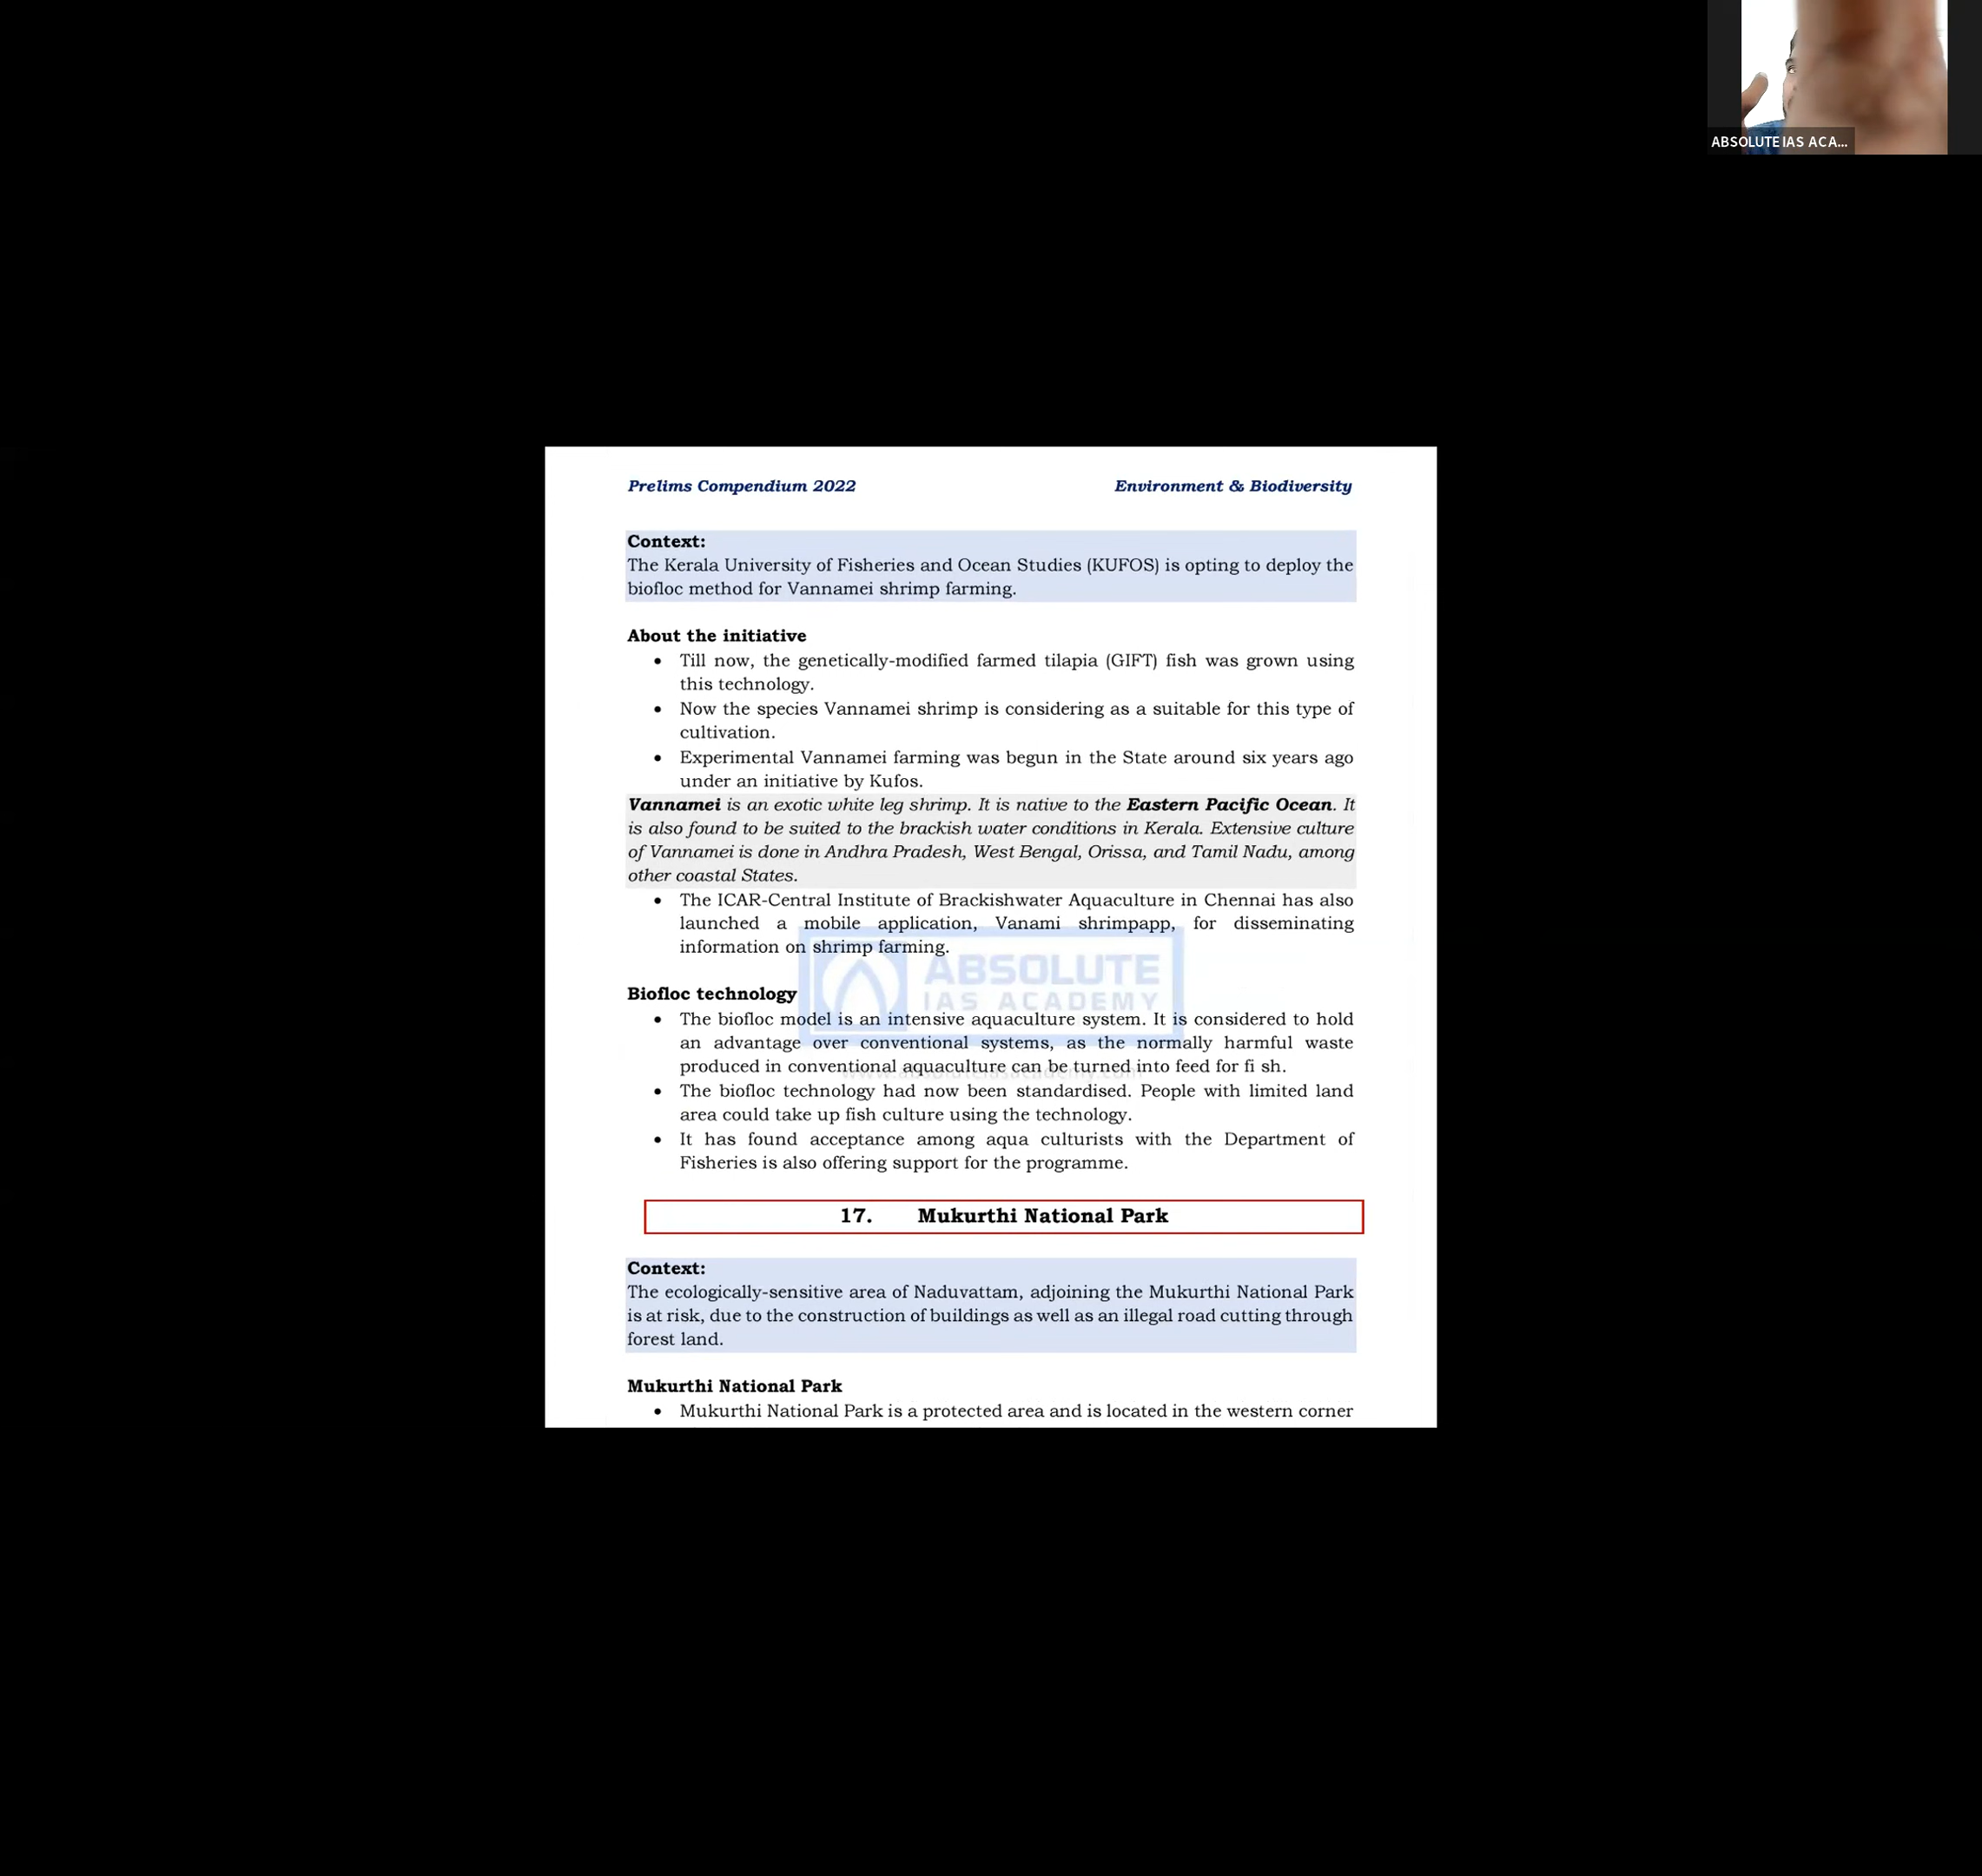 ABSOLUTE IAS ACA...
Prelims Compendium 2022
Environment & Biodiversity
Context:
The Kerala University of Fisheries and Ocean Studies (KUFOS) is opting to deploy the
biofloc method for Vannamei shrimp farming.
About the initiative
• Till now, the genetically-modified farmed tilapia (GIFT) fish was grown using
this technology.
• Now the species Vannamei shrimp is considering as a suitable for this type of
cultivation.
• Experimental Vannamei farming was begun in the State around six years ago
under an initiative by Kufos.
Vannamei is an exotic white leg shrimp. It is native to the Eastern Pacific Ocean. It
is also found to be suited to the brackish water conditions in Kerala. Extensive culture
of Vannamei is done in Andhra Pradesh, West Bengal, Orissa, and Tamil Nadu, among
other coastal States.
• The ICAR-Central Institute of Brackishwater Aquaculture in Chennai has also
launched a mobile application, Vanami shrimpapp, for disseminating
information on shrimp farming.
ABSOLUTE
IAS ACADEMY
Biofloc technology
• The biofloc model is an intensive aquaculture system. It is considered to hold
an advantage over conventional systems, as the normally harmful waste
produced in conventional aquaculture can be turned into feed for fi sh.
www.absoluteiasacademy.com
• The biofloc technology had now been standardised. People with limited land
area could take up fish culture using the technology.
• It has found acceptance among aqua culturists with the Department of
Fisheries is also offering support for the programme.
17. Mukurthi National Park
Context:
The ecologically-sensitive area of Naduvattam, adjoining the Mukurthi National Park
is at risk, due to the construction of buildings as well as an illegal road cutting through
forest land.
Mukurthi National Park
• Mukurthi National Park is a protected area and is located in the western corner